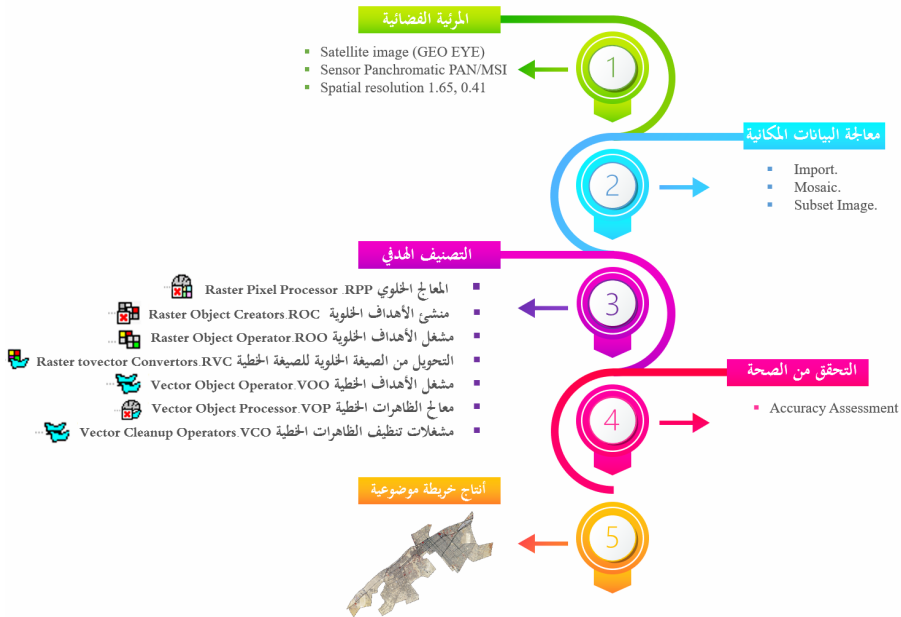 المرئية الفضائية
1
Satellite image (GEO EYE)
Sensor Panchromatic PAN/MSI
Spatial resolution 1.65, 0.41
معالجة البيانات المكانية
2
Import.
Mosaic.
Subset Image.
التصنيف الهدفي
3
المعالج الخلوي Raster Pixel Processor .RPP
منشئ الأهداف الخلوية Raster Object Creators.ROC
مشغل الأهداف الخلوية Raster Object Operator.ROO
التحويل من الصيغة الخلوية للصيغة الخطية Raster tovector Convertors.RVC
مشغل الأهداف الخطية Vector Object Operator.VOO
معالج الظاهرات الخطية Vector Object Processor.VOP
مشغلات تنظيف الظاهرات الخطية Vector Cleanup Operators.VCO
التحقق من الصحة
4
Accuracy Assessment
أنتاج خريطة موضوعية
5